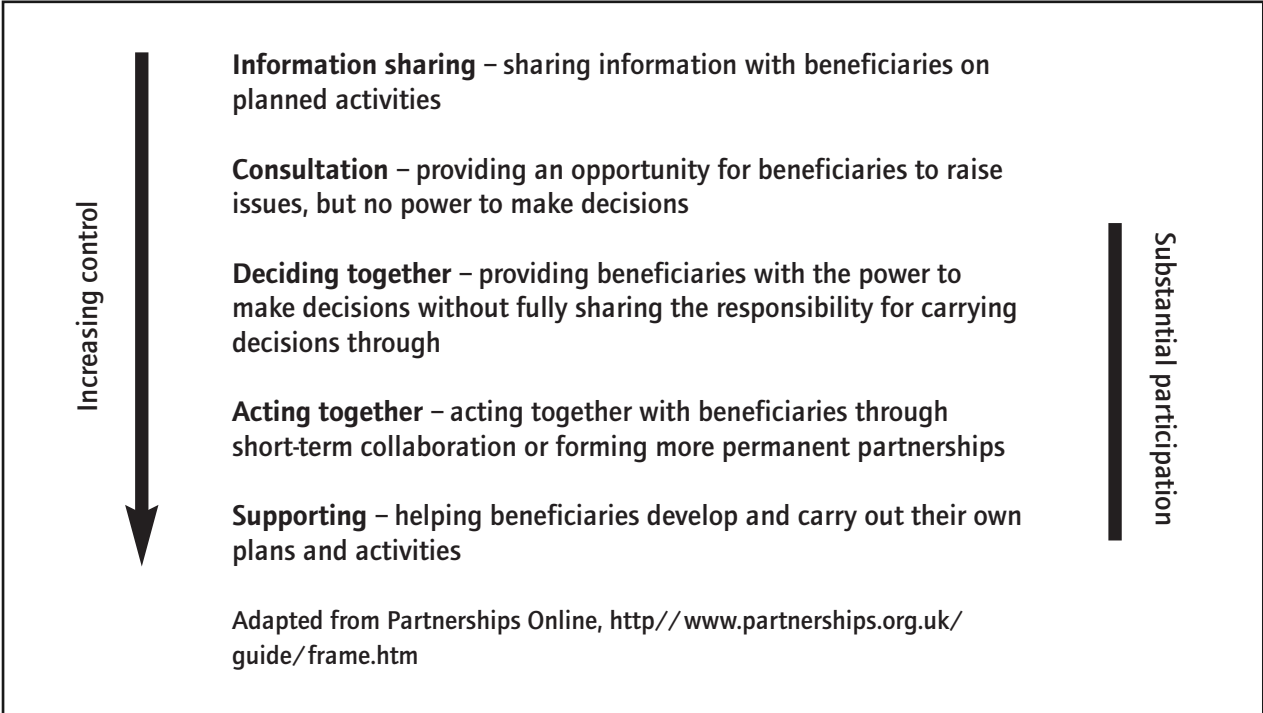 Increasing control
Information sharing – sharing information with beneficiaries on
planned activities
Consultation – providing an opportunity for beneficiaries to raise
issues, but no power to make decisions
Deciding together – providing beneficiaries with the power to
make decisions without fully sharing the responsibility for carrying
decisions through
Acting together – acting together with beneficiaries through
short-term collaboration or forming more permanent partnerships
Supporting – helping beneficiaries develop and carry out their own
plans and activities
Adapted from Partnerships Online, http//www.partnerships.org.uk/
guide/frame.htm
Substantial participation